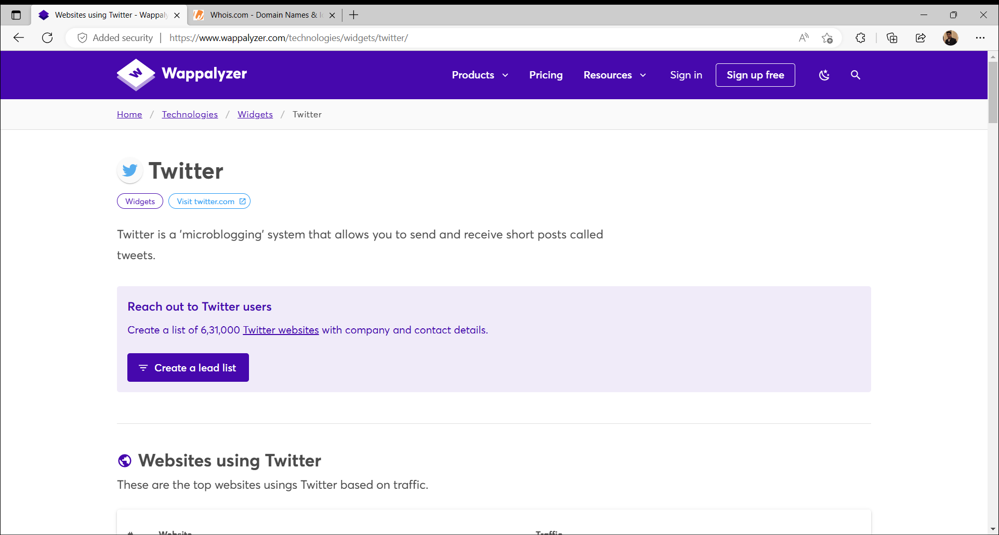 Websites using Twitter - Wappaly
Whois.com - Domain Names &
Added security | https://www.wappalyzer.com/technologies/widgets/twitter/
Wappalyzer
Products
Pricing
Resources
Sign in
Sign up free
Home / Technologies / Widgets / Twitter
Twitter
Widgets
Visit twitter.com
Twitter is a 'microblogging' system that allows you to send and receive short posts called
tweets.
Reach out to Twitter users
Create a list of 6,31,000 Twitter websites with company and contact details.
Create a lead list
Websites using Twitter
These are the top websites usings Twitter based on traffic.
# Website Traffic